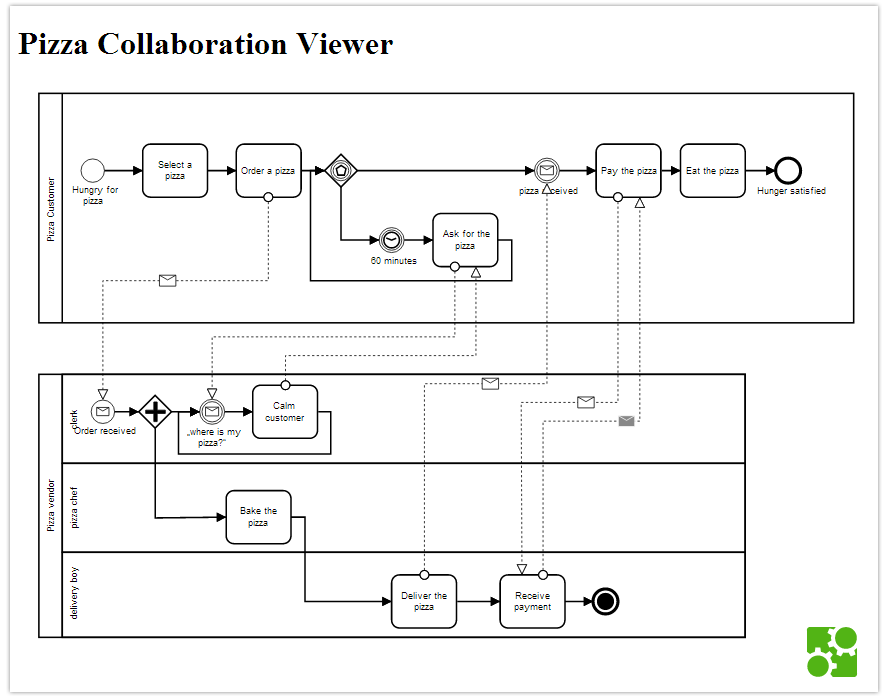 Pizza Collaboration Viewer
Pizza Customer
Hungry for
pizza
Select a
pizza
Order a pizza
60 minutes
Ask for the
pizza
pizza
Pay the pizza
Eat the pizza
Hunger satisfied
Pizza vendor
clerk
Order received
„where is my
pizza?“
Calm
customer
pizza chef
Bake the
pizza
delivery boy
Deliver the
pizza
Receive
payment